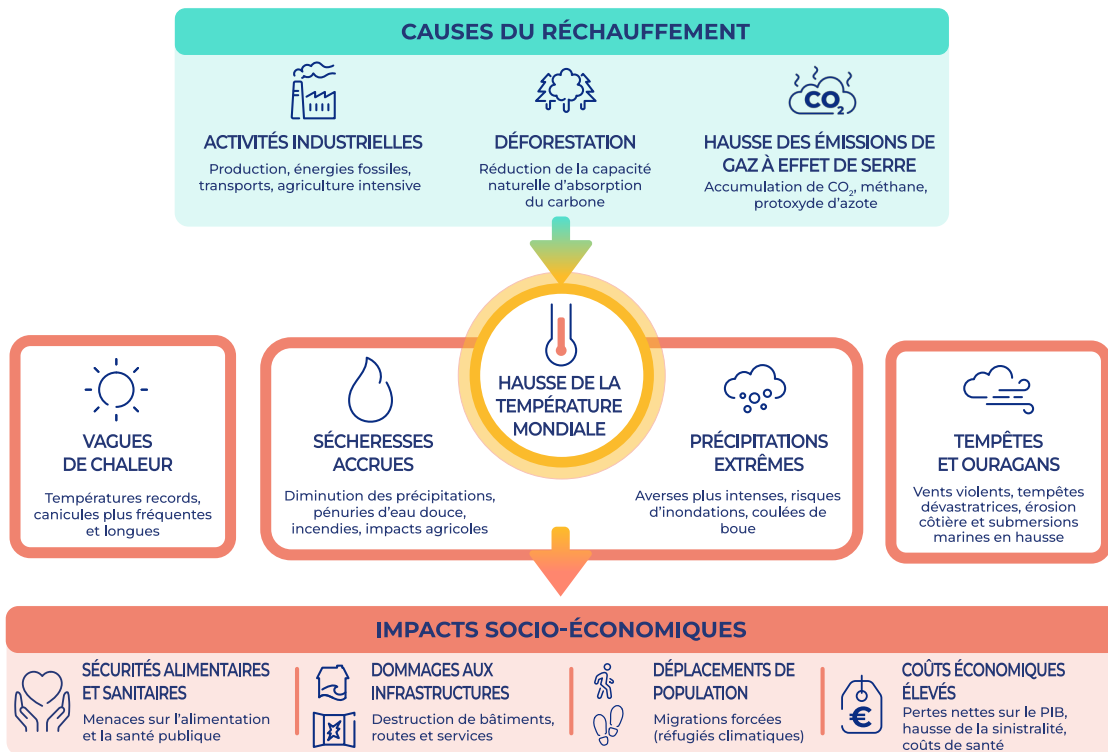 CAUSES DU RÉCHAUFFEMENT
ACTIVITÉS INDUSTRIELLES
Production, énergies fossiles,
transports, agriculture intensive
DÉFORESTATION
Réduction de la capacité
naturelle d'absorption
du carbone
CO₂
HAUSSE DES ÉMISSIONS DE
GAZ À EFFET DE SERRE
Accumulation de CO₂, méthane,
protoxyde d'azote
HAUSSE DE LA
TEMPÉRATURE
MONDIALE
VAGUES
DE CHALEUR
Températures records,
canicules plus fréquentes
et longues
SÉCHERESSES
ACCRUES
Diminution des précipitations,
pénuries d'eau douce,
incendies, impacts agricoles
PRÉCIPITATIONS
EXTRÊMES
Averses plus intenses, risques
d'inondations, coulées de
boue
TEMPÊTES
ET OURAGANS
Vents violents, tempêtes
dévastratrices, érosion
côtière et submersions
marines en hausse
IMPACTS SOCIO-ÉCONOMIQUES
SÉCURITÉS ALIMENTAIRES
ET SANITAIRES
Menaces sur l'alimentation
et la santé publique
DOMMAGES AUX
INFRASTRUCTURES
Destruction de bâtiments,
routes et services
DÉPLACEMENTS DE
POPULATION
Migrations forcées
(réfugiés climatiques)
€
COÛTS ÉCONOMIQUES
ÉLEVÉS
Pertes nettes sur le PIB,
hausse de la sinistralité,
coûts de santé